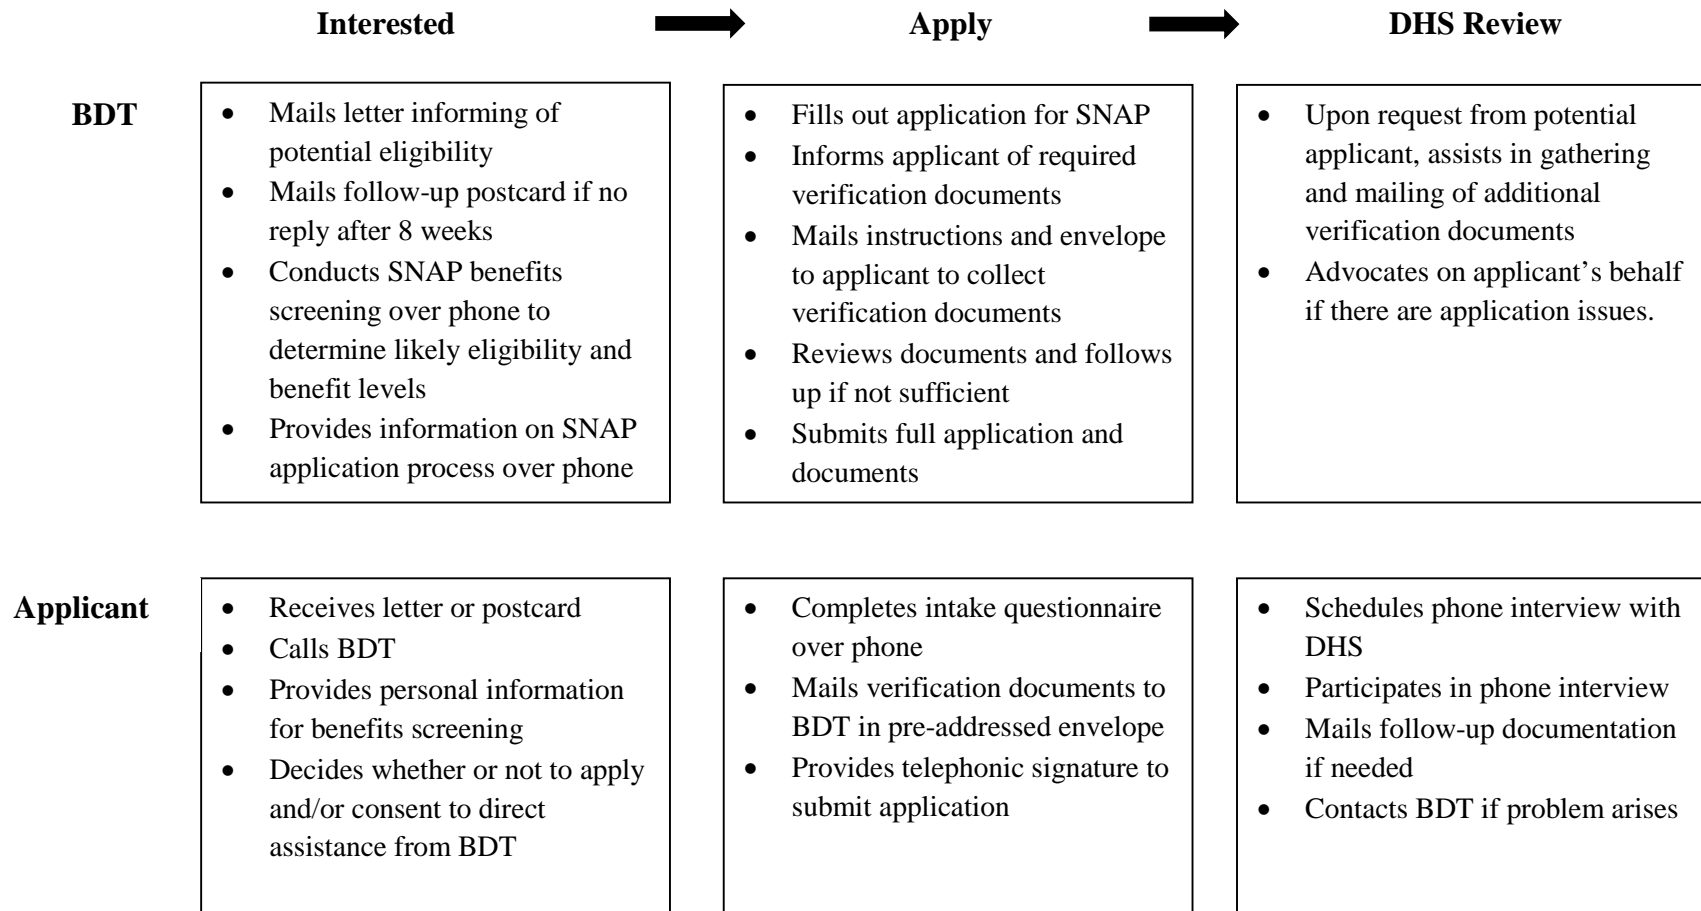 Interested
Apply
DHS Review
BDT
• Mails letter informing of
potential eligibility
• Mails follow-up postcard if no
reply after 8 weeks
• Conducts SNAP benefits
screening over phone to
determine likely eligibility and
benefit levels
• Provides information on SNAP
application process over phone
• Fills out application for SNAP
• Informs applicant of required
verification documents
• Mails instructions and envelope
to applicant to collect
verification documents
• Reviews documents and follows
up if not sufficient
• Submits full application and
documents
• Upon request from potential
applicant, assists in gathering
and mailing of additional
verification documents
• Advocates on applicant’s behalf
if there are application issues.
Applicant
• Receives letter or postcard
• Calls BDT
• Provides personal information
for benefits screening
• Decides whether or not to apply
and/or consent to direct
assistance from BDT
• Completes intake questionnaire
over phone
• Mails verification documents to
BDT in pre-addressed envelope
• Provides telephonic signature to
submit application
• Schedules phone interview with
DHS
• Participates in phone interview
• Mails follow-up documentation
if needed
• Contacts BDT if problem arises